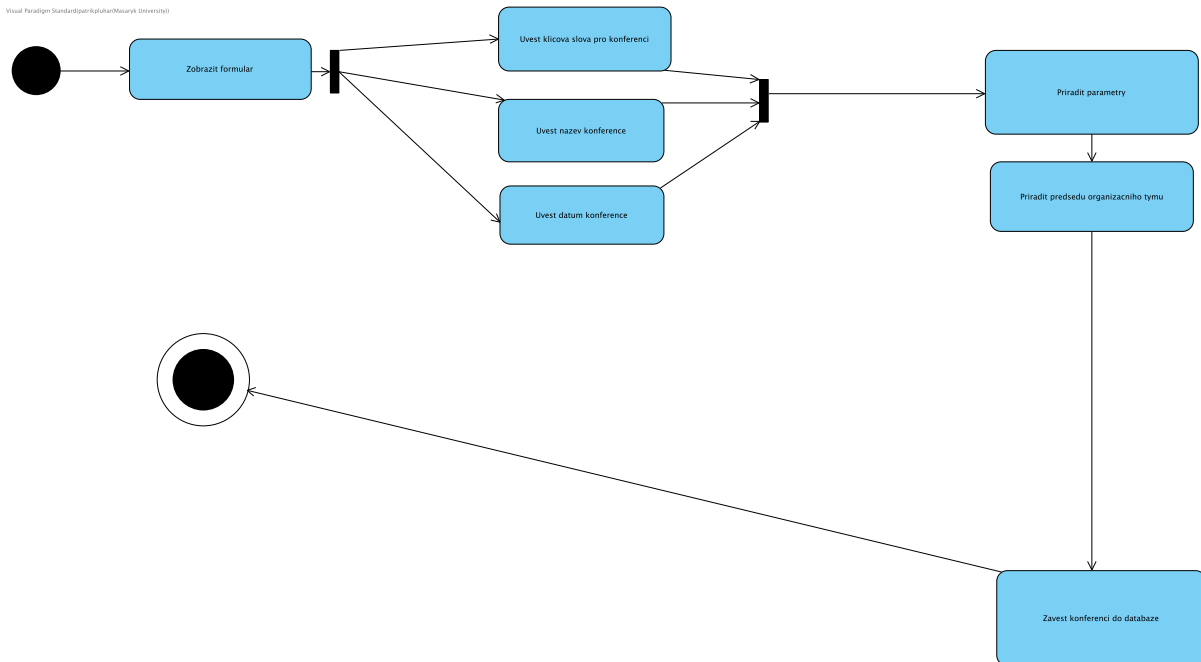 Visual Paradigm Standard(patrikpluhar(Masaryk University))
Zobrazit formular
Uvest klicova slova pro konferenci
Uvest nazev konference
Uvest datum konference
Priradit parametry
Priradit predsedu organizacniho tymu
Zavest konferenci do databaze